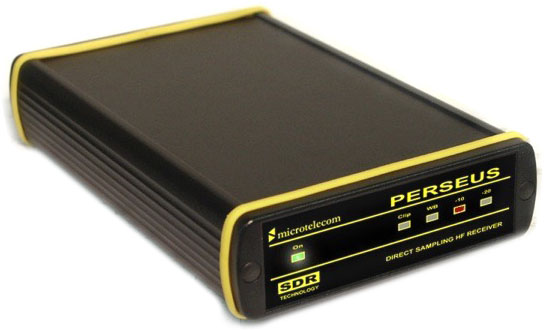 PERSEUS
microtelecom
Clip WB -10 -20
On
DIRECT SAMPLING HF RECEIVER
SDR
TECHNOLOGY